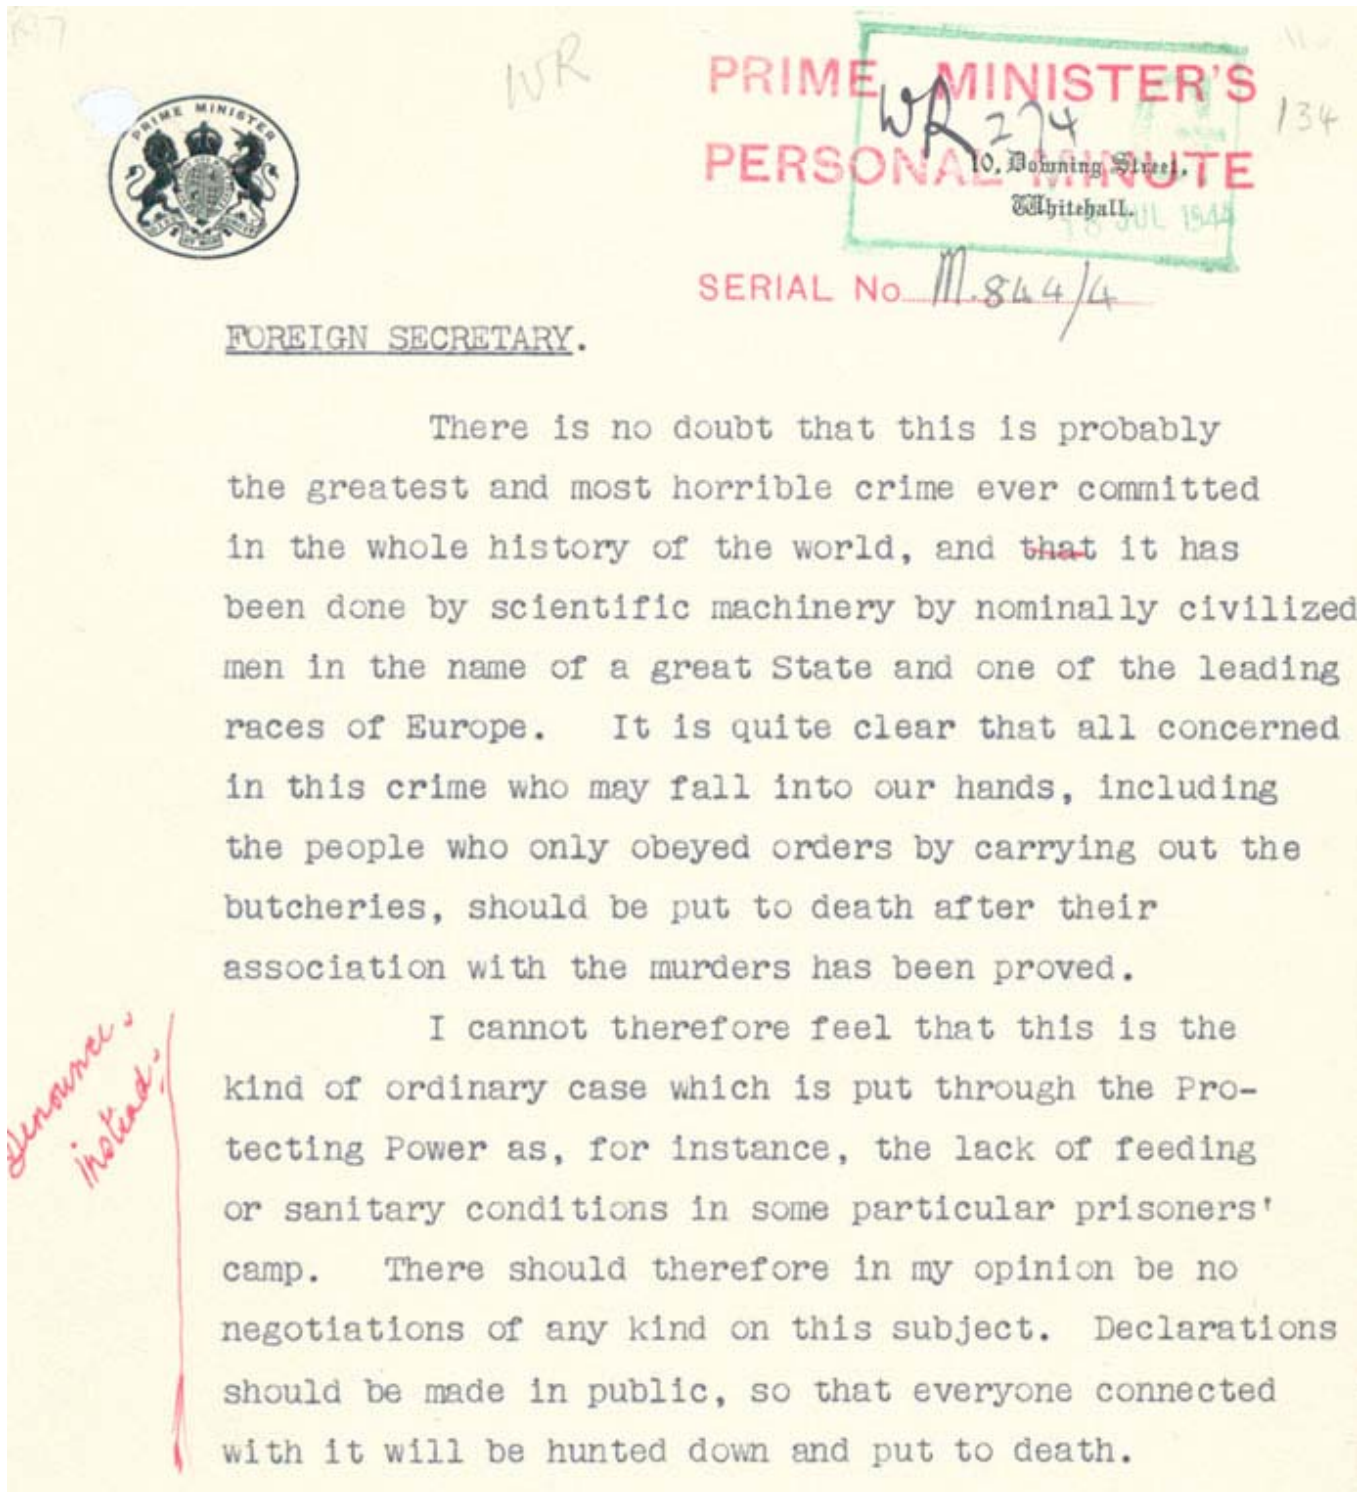 WR
PRIME MINISTER'S
134
PRIME MINISTER
WR 274
PERSONAL MINUTE
10, Downing Street,
Whitehall.
18 JUL 1944
SERIAL No M.844/4
FOREIGN SECRETARY.
There is no doubt that this is probably
the greatest and most horrible crime ever committed
in the whole history of the world, and that it has
been done by scientific machinery by nominally civilized
men in the name of a great State and one of the leading
races of Europe. It is quite clear that all concerned
in this crime who may fall into our hands, including
the people who only obeyed orders by carrying out the
butcheries, should be put to death after their
association with the murders has been proved.
I cannot therefore feel that this is the
kind of ordinary case which is put through the Pro-
tecting Power as, for instance, the lack of feeding
or sanitary conditions in some particular prisoners'
camp. There should therefore in my opinion be no
negotiations of any kind on this subject. Declarations
should be made in public, so that everyone connected
with it will be hunted down and put to death.
Denounce.
instead.